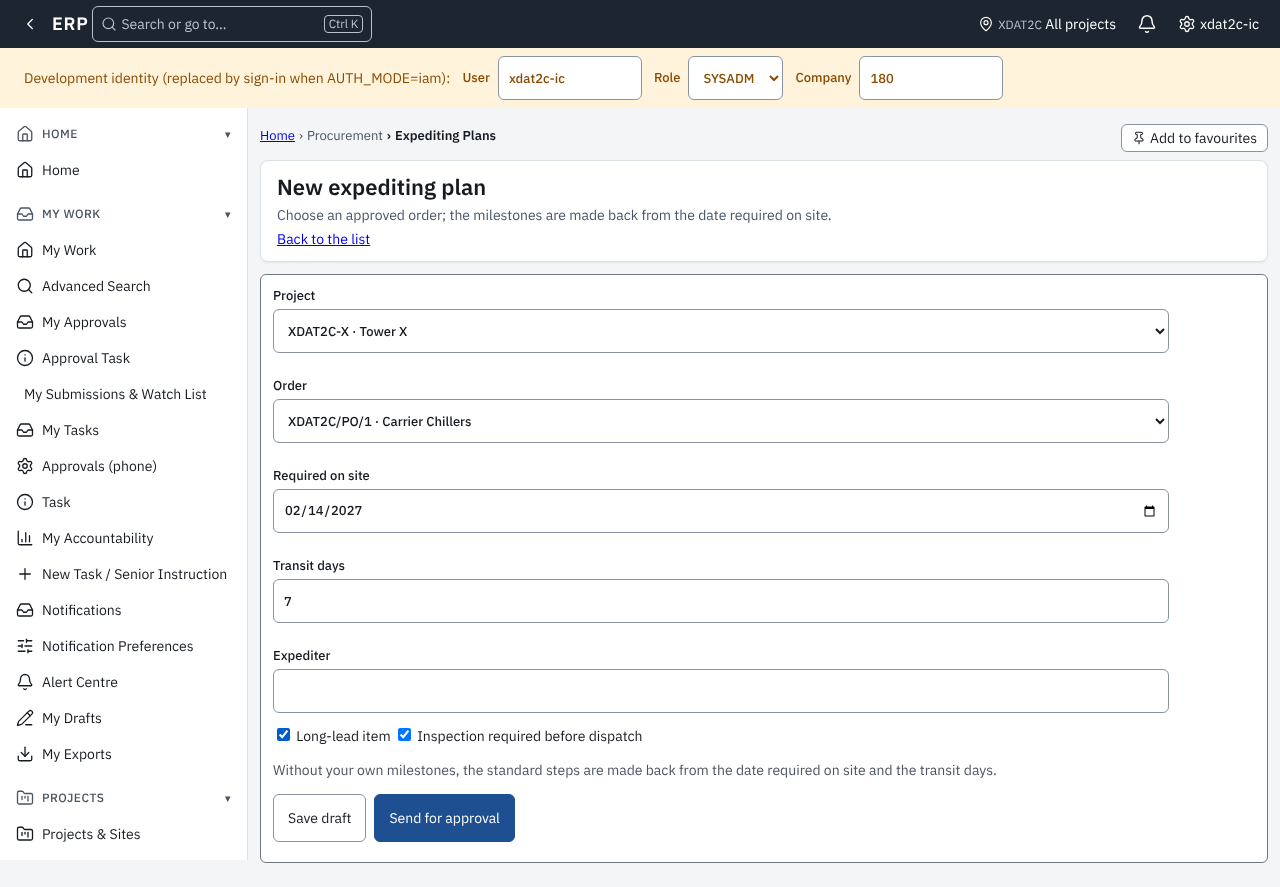 ERP
Search or go to...
Ctrl K
XDAT2C All projects
xdat2c-ic
Development identity (replaced by sign-in when AUTH_MODE=iam):
User
xdat2c-ic
Role
SYSADM
Company
180
HOME
Home
MY WORK
My Work
Advanced Search
My Approvals
Approval Task
My Submissions & Watch List
My Tasks
Approvals (phone)
Task
My Accountability
New Task / Senior Instruction
Notifications
Notification Preferences
Alert Centre
My Drafts
My Exports
PROJECTS
Projects & Sites
Home › Procurement › Expediting Plans
Add to favourites
New expediting plan
Choose an approved order; the milestones are made back from the date required on site.
Back to the list
Project
XDAT2C-X · Tower X
Order
XDAT2C/PO/1 · Carrier Chillers
Required on site
02/14/2027
Transit days
7
Expediter
Long-lead item
Inspection required before dispatch
Without your own milestones, the standard steps are made back from the date required on site and the transit days.
Save draft
Send for approval